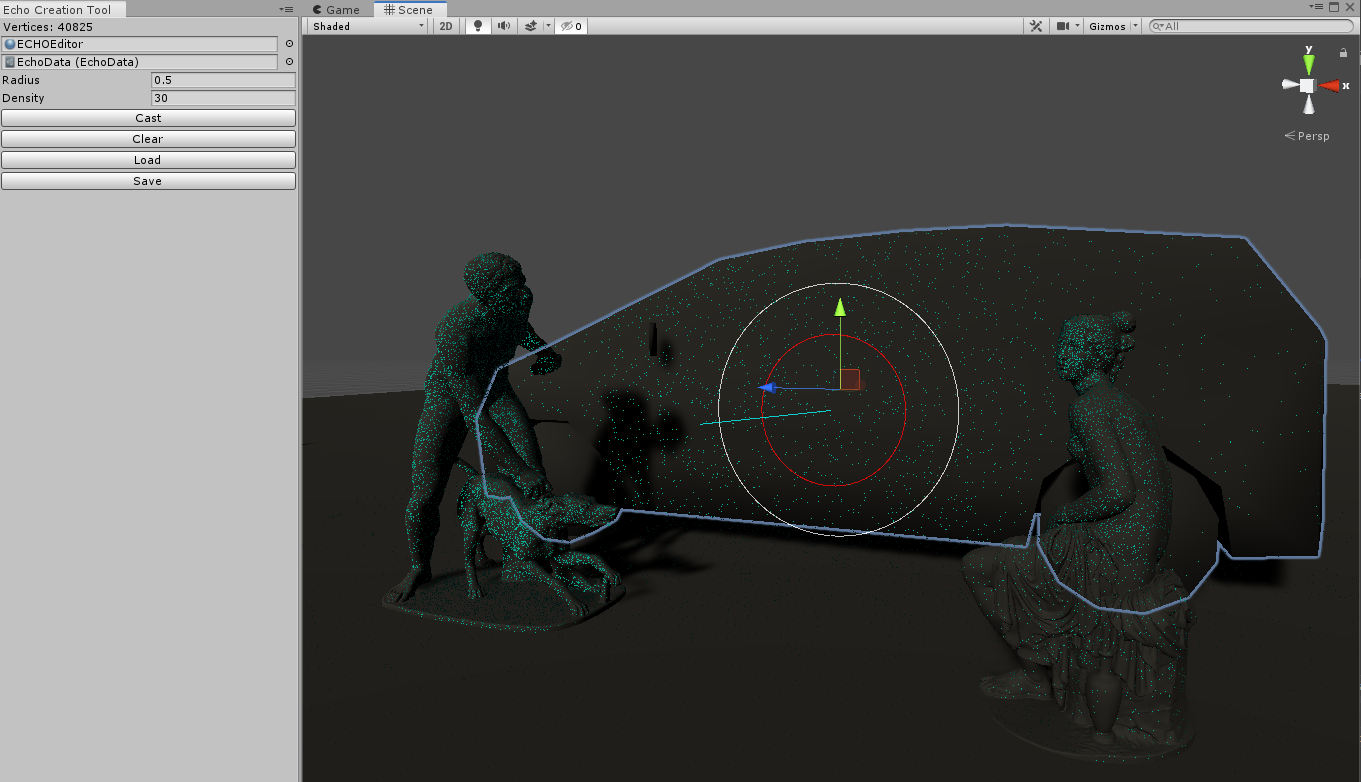 Echo Creation Tool
Vertices: 40825
ECHOEditor
EchoData (EchoData)
Radius 0.5
Density 30
Cast
Clear
Load
Save
Game Scene
Shaded 2D 0 Gizmos All
y
x
Persp